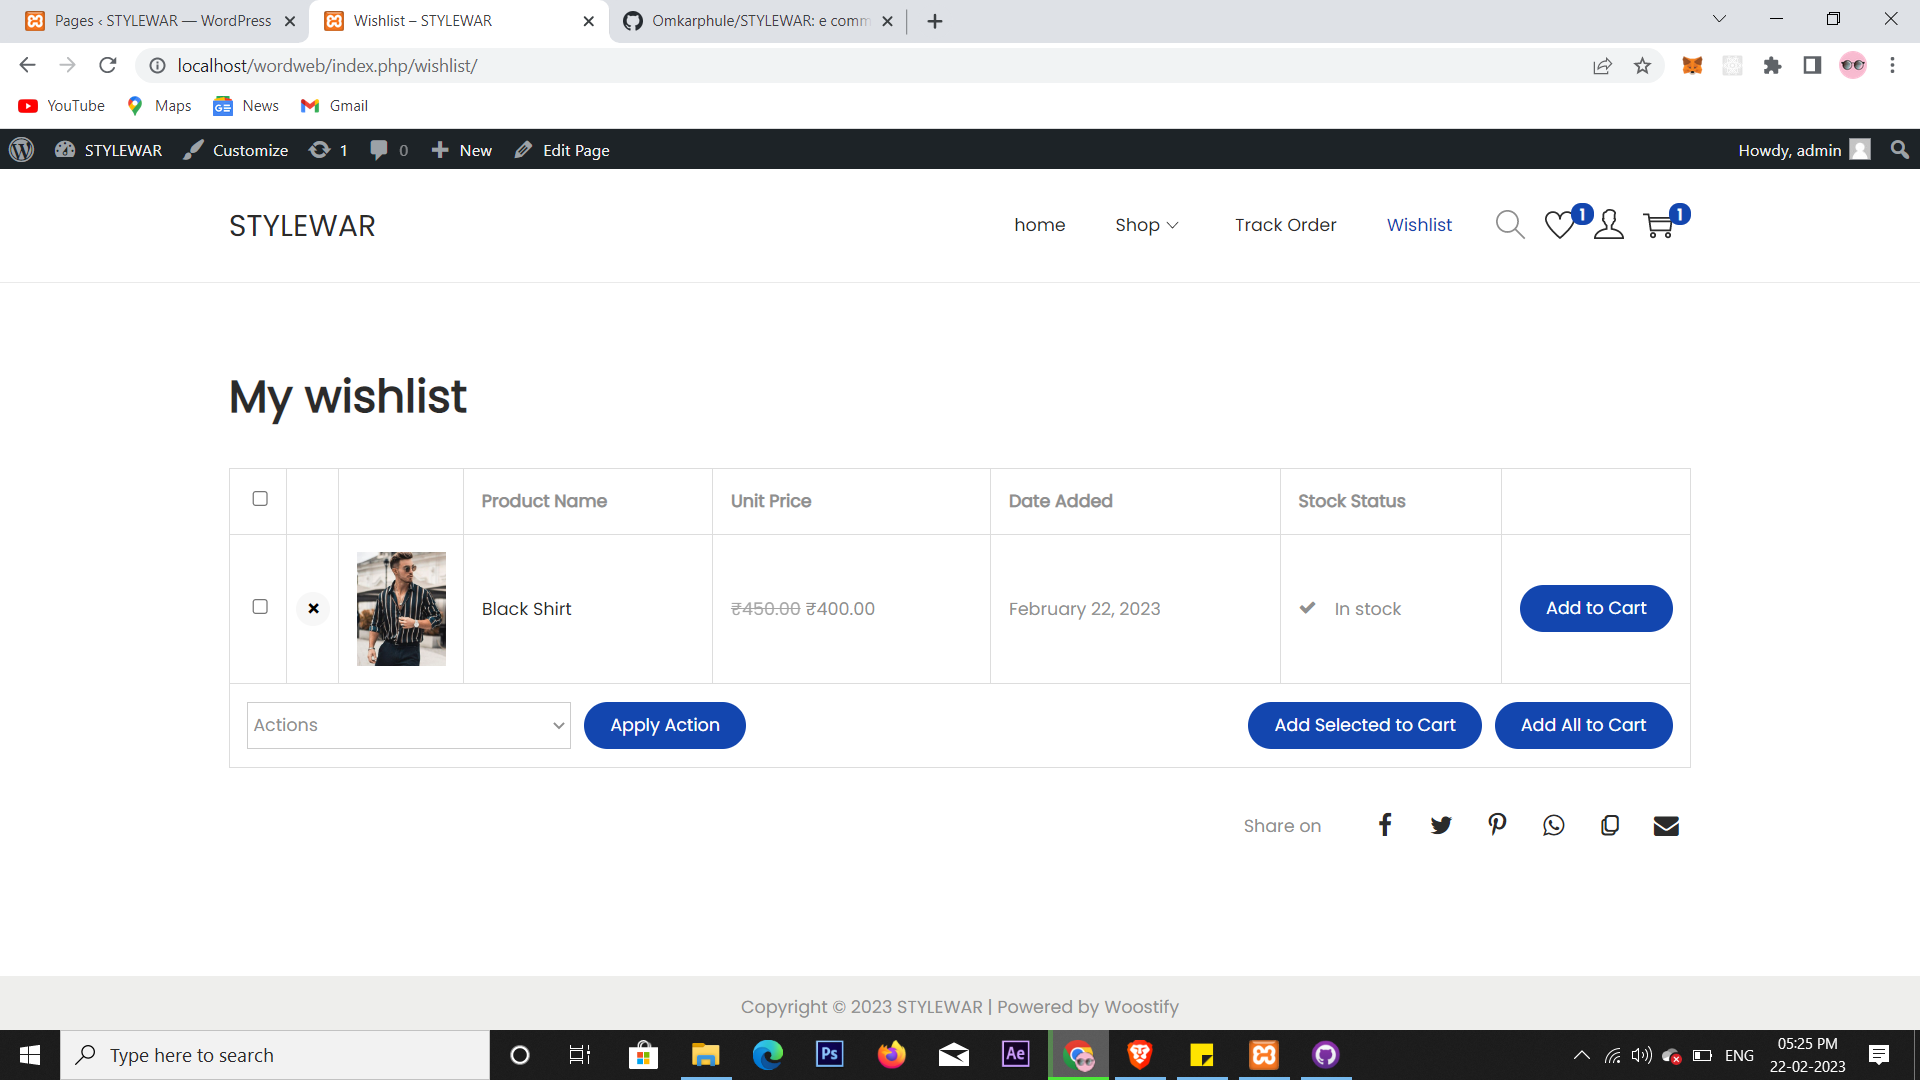 Pages ‹ STYLEWAR — WordPress
Wishlist – STYLEWAR
Omkarphule/STYLEWAR: e comm
localhost/wordweb/index.php/wishlist/
YouTube Maps News Gmail
STYLEWAR Customize 1 0 New Edit Page Howdy, admin
STYLEWAR home Shop Track Order Wishlist 1 1
My wishlist
Product Name Unit Price Date Added Stock Status
Black Shirt ₹450.00 ₹400.00 February 22, 2023 In stock Add to Cart
Actions Apply Action Add Selected to Cart Add All to Cart
Share on
Copyright © 2023 STYLEWAR | Powered by Woostify
Type here to search Ps Ae ENG 05:25 PM
22-02-2023